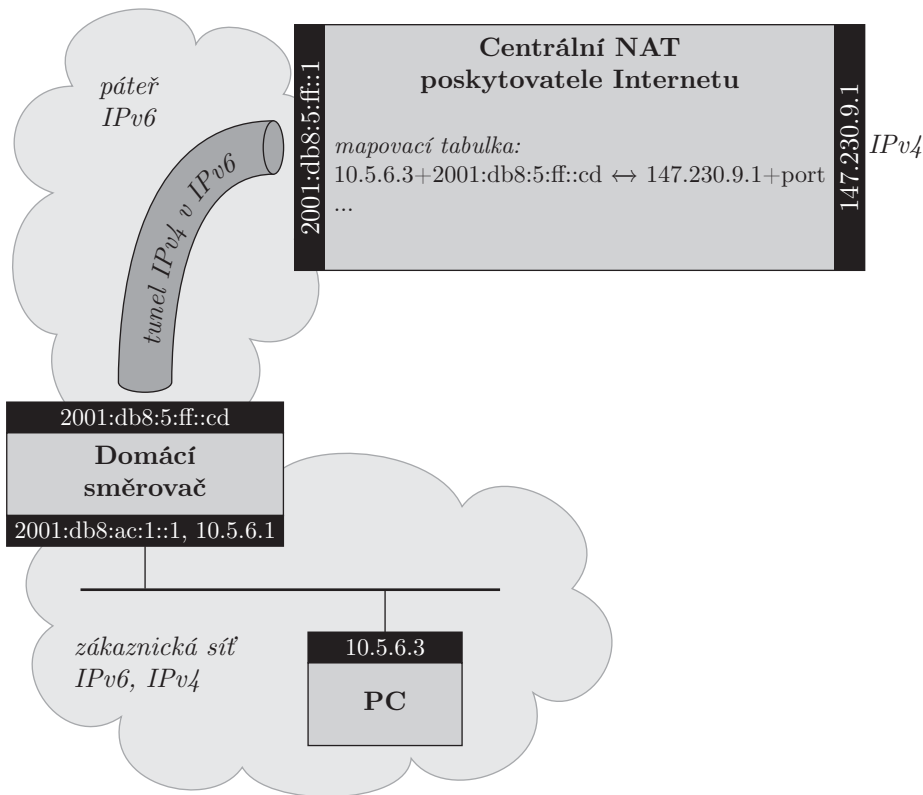 páteř
IPv6
tunel IPv4 v IPv6
2001:db8:5:ff::1
Centrální NAT
poskytovatele Internetu
mapovací tabulka:
10.5.6.3+2001:db8:5:ff::cd ↔ 147.230.9.1+port
...
147.230.9.1
IPv4
2001:db8:5:ff::cd
Domácí
směrovač
2001:db8:ac:1::1, 10.5.6.1
zákaznická síť
IPv6, IPv4
10.5.6.3
PC